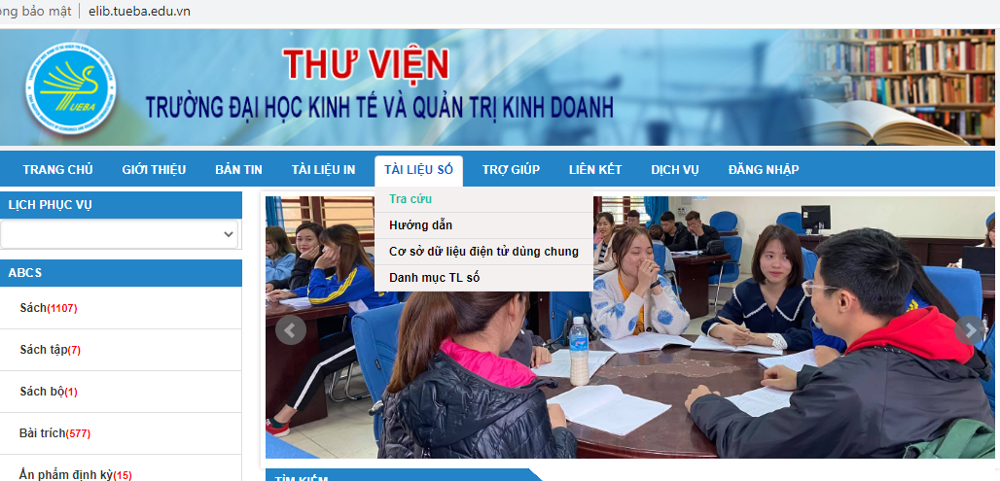 ông bảo mật
elib.tueba.edu.vn
THƯ VIỆN
TRƯỜNG ĐẠI HỌC KINH TẾ VÀ QUẢN TRỊ KINH DOANH
TUEBA
TRANG CHỦ GIỚI THIỆU BẢN TIN TÀI LIỆU IN TÀI LIỆU SỐ TRỢ GIÚP LIÊN KẾT DỊCH VỤ ĐĂNG NHẬP
Tra cứu
Hướng dẫn
Cơ sở dữ liệu điện tử dùng chung
Danh mục TL số
LỊCH PHỤC VỤ
ABCS
Sách(1107)
Sách tập(7)
Sách bộ(1)
Bài trích(577)
Ấn phẩm định kỳ(15)
TÌM KIẾM